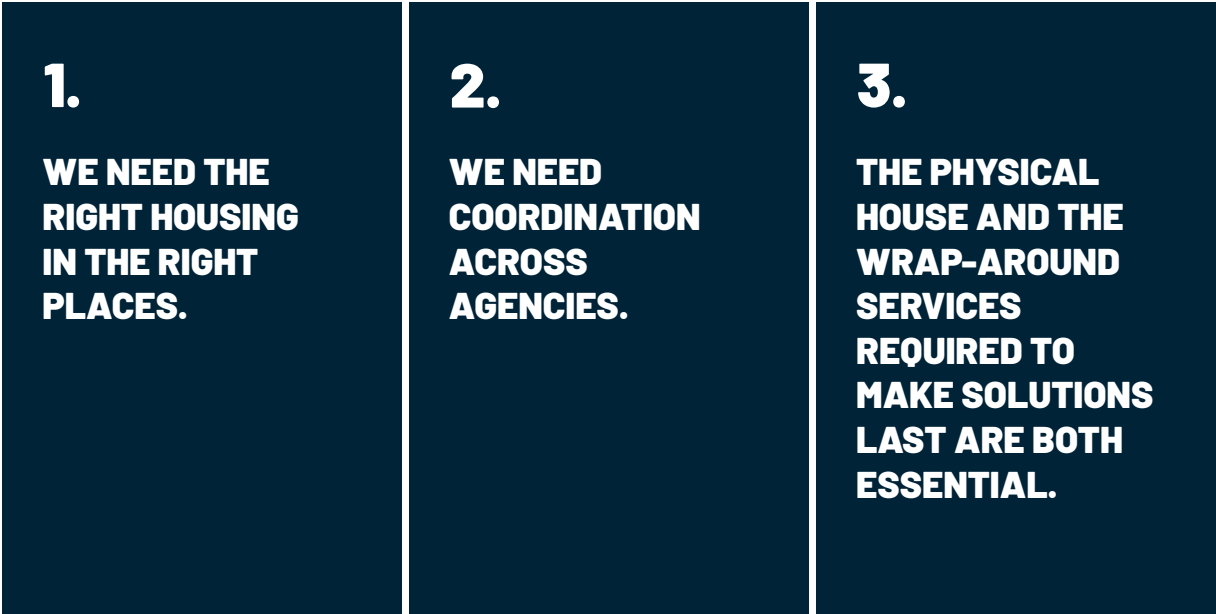 1.
WE NEED THE
RIGHT HOUSING
IN THE RIGHT
PLACES.
2.
WE NEED
COORDINATION
ACROSS
AGENCIES.
3.
THE PHYSICAL
HOUSE AND THE
WRAP-AROUND
SERVICES
REQUIRED TO
MAKE SOLUTIONS
LAST ARE BOTH
ESSENTIAL.